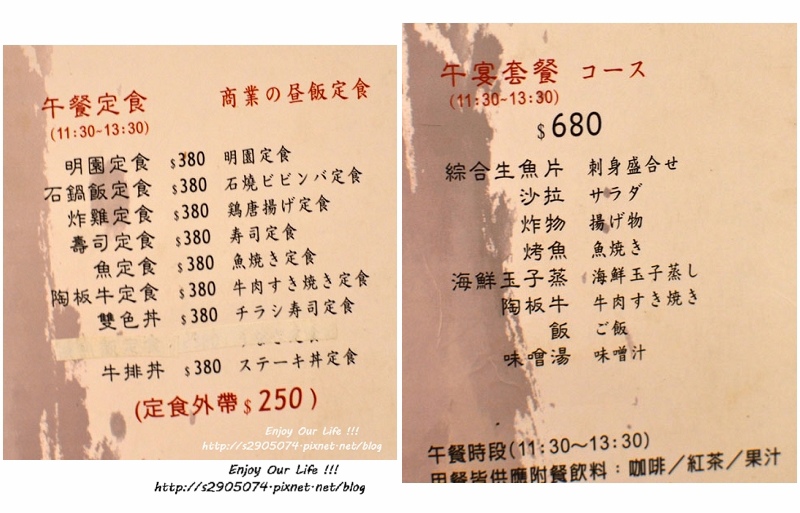 午餐定食 商業の昼飯定食
(11:30~13:30)
明園定食 $380 明園定食
石鍋飯定食 $380 石焼ビビンバ定食
炸雞定食 $380 鶏唐揚げ定食
壽司定食 $380 寿司定食
魚定食 $380 魚焼き定食
陶板牛定食 $380 牛肉すき焼き定食
雙色丼 $380 チラシ寿司定食
牛排丼 $380 ステーキ丼定食
(定食外帶$250)
Enjoy Our Life !!!
http://s2905074.pixnet.net/blog
Enjoy Our Life !!!
http://s2905074.pixnet.net/blog
午宴套餐 コース
(11:30~13:30)
$680
綜合生魚片 刺身盛合せ
沙拉 サラダ
炸物 揚げ物
烤魚 魚焼き
海鮮玉子蒸 海鮮玉子蒸し
陶板牛 牛肉すき焼き
飯 ご飯
味噌湯 味噌汁
午餐時段(11:30~13:30)
用餐皆供應附餐飲料：咖啡／紅茶／果汁